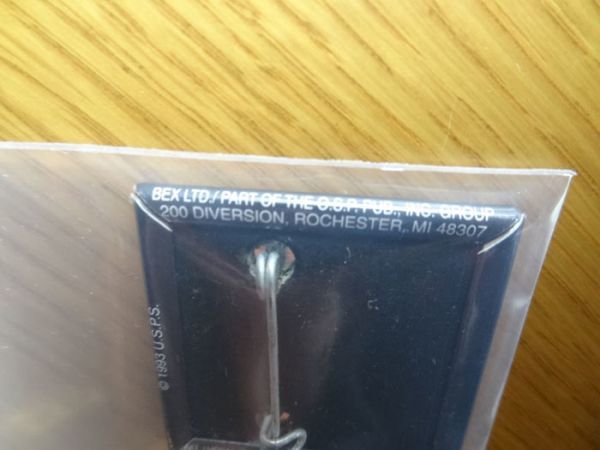 BEX LTD./PART OF THE O.S.P. PUB., INC. GROUP
200 DIVERSION, ROCHESTER, MI 48307
© 1993 U.S.P.S.